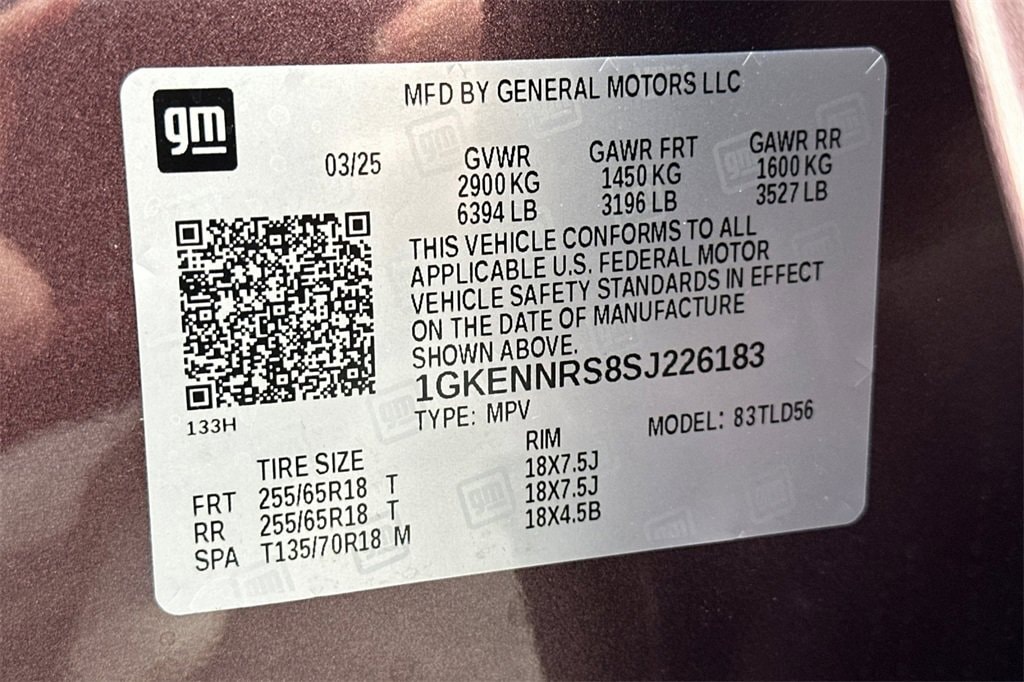 gm
MFD BY GENERAL MOTORS LLC
03/25
GVWR GAWR FRT GAWR RR
2900 KG 1450 KG 1600 KG
6394 LB 3196 LB 3527 LB
THIS VEHICLE CONFORMS TO ALL
APPLICABLE U.S. FEDERAL MOTOR
VEHICLE SAFETY STANDARDS IN EFFECT
ON THE DATE OF MANUFACTURE
SHOWN ABOVE.
1GKENNRS8SJ226183
133H
TYPE: MPV MODEL: 83TLD56
TIRE SIZE RIM
FRT 255/65R18 T 18X7.5J
RR 255/65R18 T 18X7.5J
SPA T135/70R18 M 18X4.5B